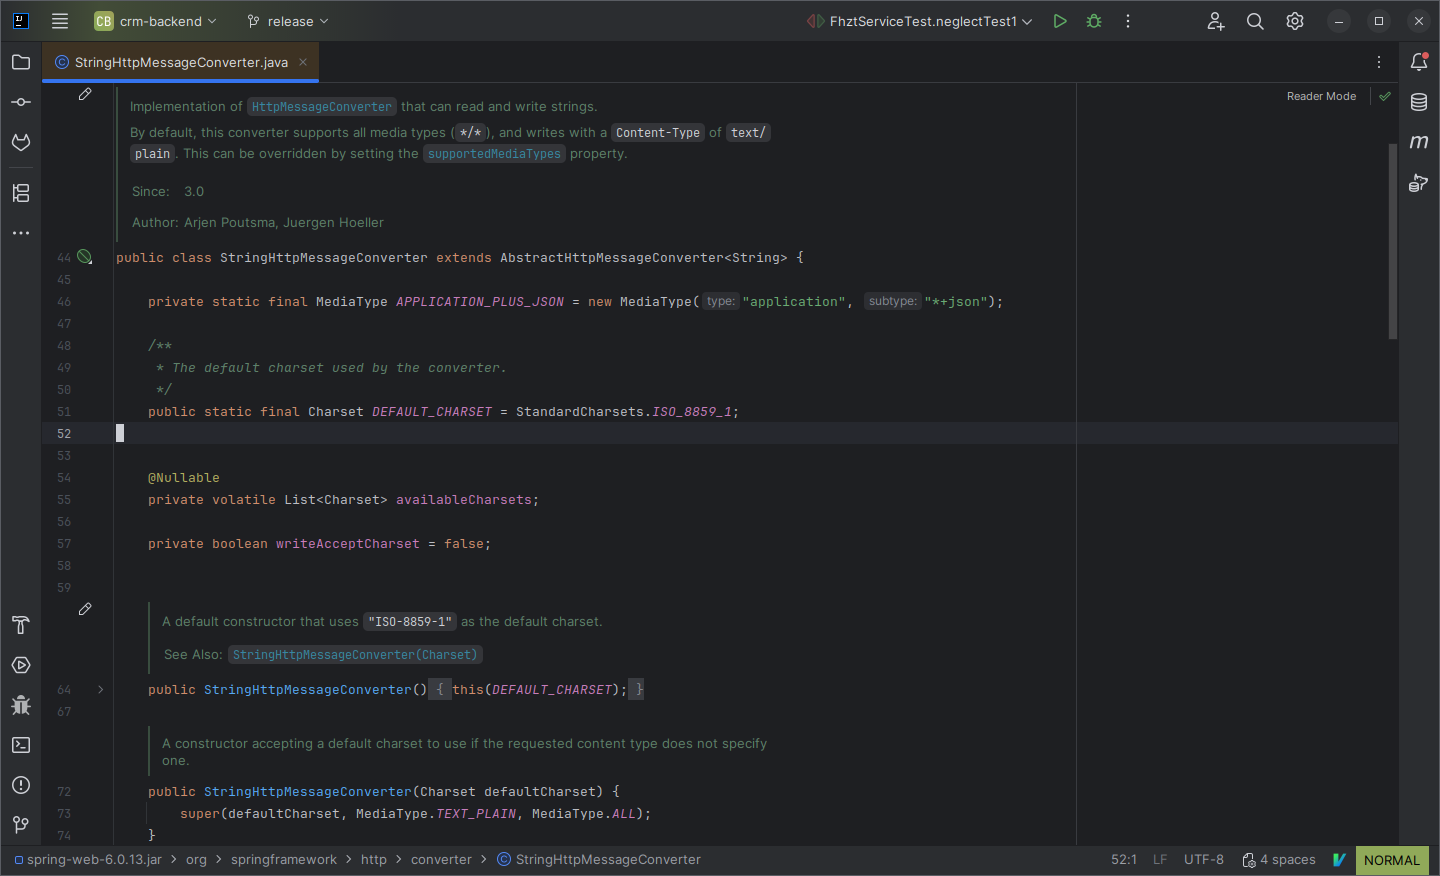 CB crm-backend release FhztServiceTest.neglectTest1
StringHttpMessageConverter.java
Reader Mode
Implementation of HttpMessageConverter that can read and write strings.
By default, this converter supports all media types (*/*), and writes with a Content-Type of text/
plain. This can be overridden by setting the supportedMediaTypes property.
Since: 3.0
Author: Arjen Poutsma, Juergen Hoeller
44 public class StringHttpMessageConverter extends AbstractHttpMessageConverter<String> {
45
46 private static final MediaType APPLICATION_PLUS_JSON = new MediaType( type: "application", subtype: "*+json");
47
48 /**
49 * The default charset used by the converter.
50 */
51 public static final Charset DEFAULT_CHARSET = StandardCharsets.ISO_8859_1;
52
53
54 @Nullable
55 private volatile List<Charset> availableCharsets;
56
57 private boolean writeAcceptCharset = false;
58
59
A default constructor that uses "ISO-8859-1" as the default charset.
See Also: StringHttpMessageConverter(Charset)
64 public StringHttpMessageConverter() { this(DEFAULT_CHARSET); }
67
A constructor accepting a default charset to use if the requested content type does not specify
one.
72 public StringHttpMessageConverter(Charset defaultCharset) {
73 super(defaultCharset, MediaType.TEXT_PLAIN, MediaType.ALL);
74 }
spring-web-6.0.13.jar > org > springframework > http > converter > StringHttpMessageConverter 52:1 LF UTF-8 4 spaces NORMAL